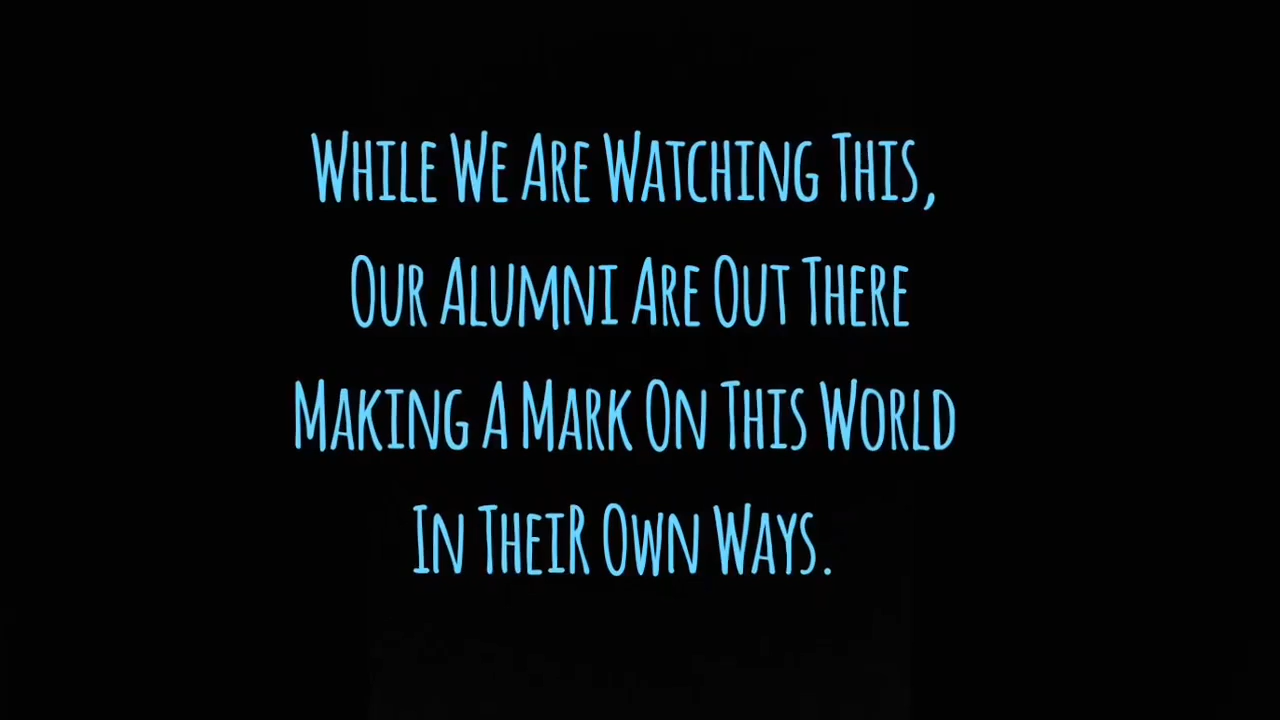 While We Are Watching This,
Our Alumni Are Out There
Making A Mark On This World
In TheiR Own Ways.